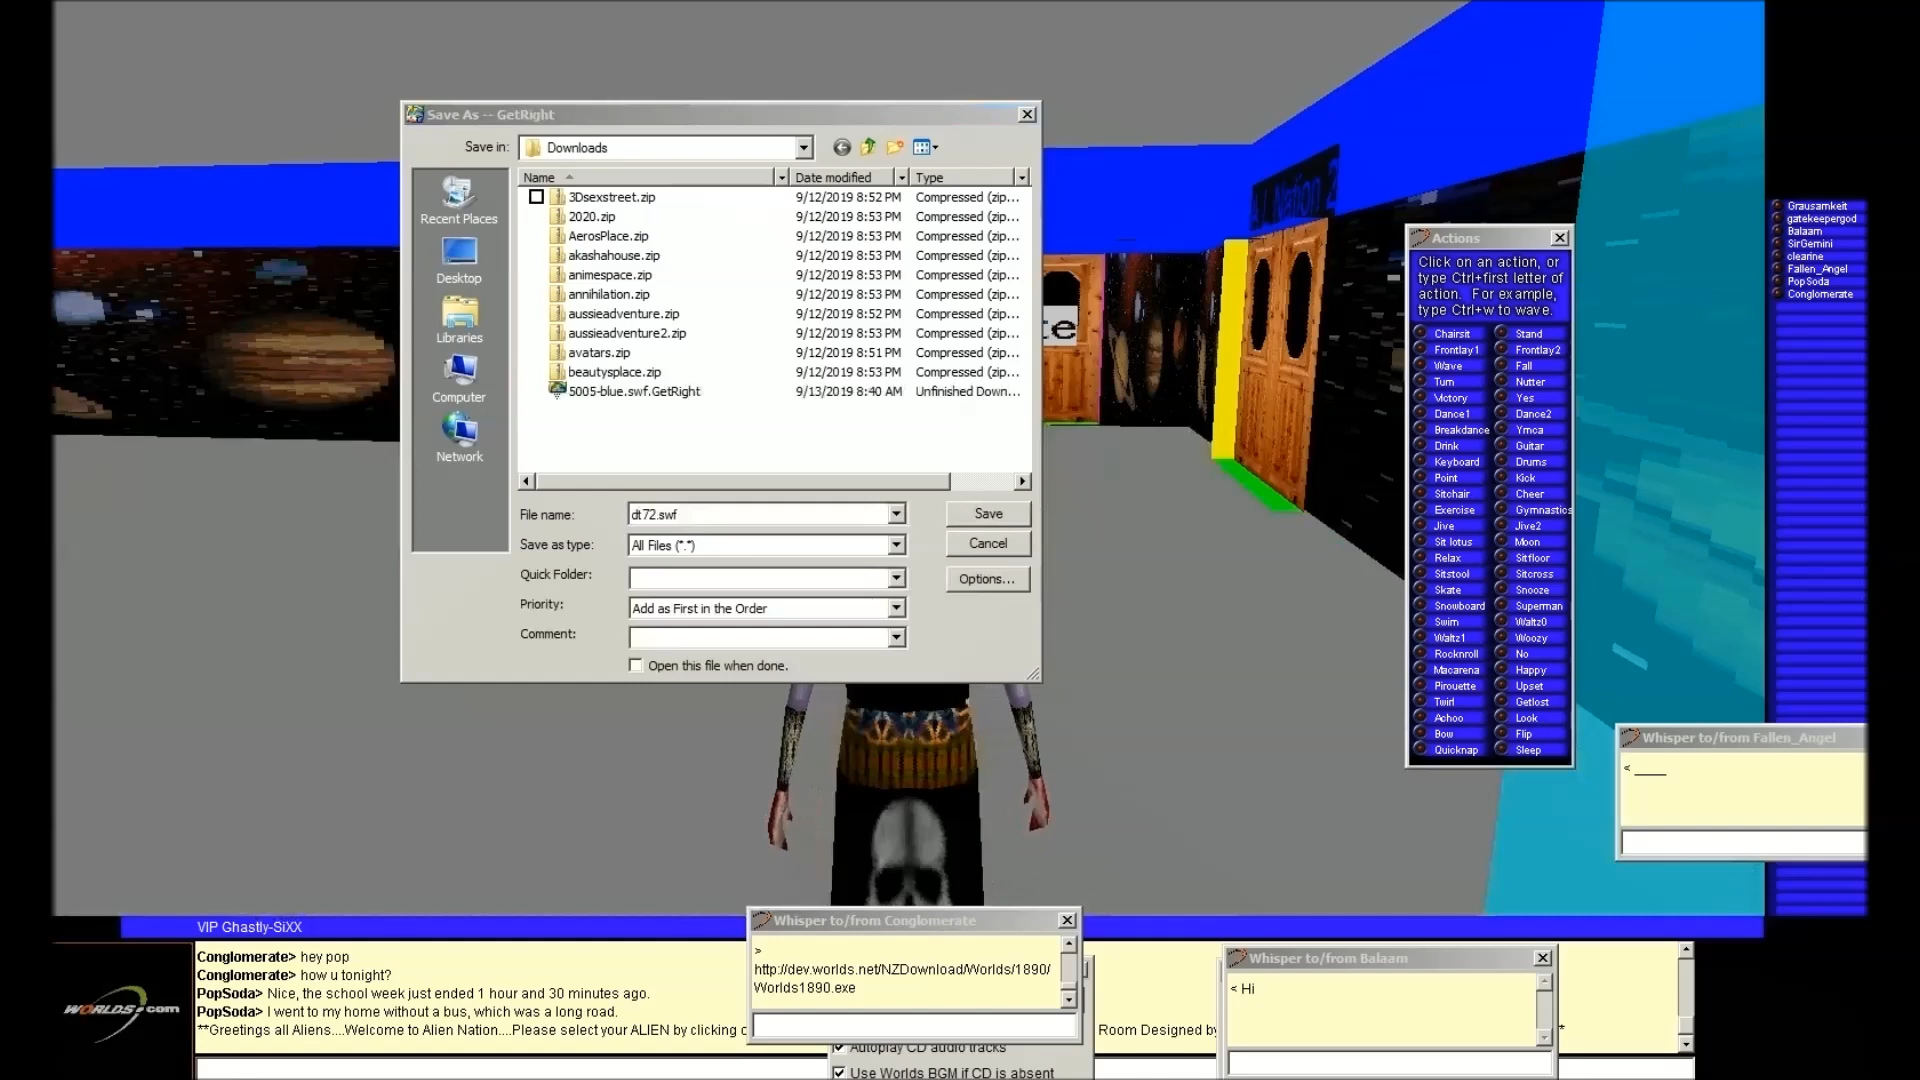 Save As -- GetRight
Save in:
Downloads
Name
Date modified
Type
3Dsexstreet.zip 9/12/2019 8:52 PM Compressed (zip...
2020.zip 9/12/2019 8:53 PM Compressed (zip...
AerosPlace.zip 9/12/2019 8:53 PM Compressed (zip...
akashahouse.zip 9/12/2019 8:53 PM Compressed (zip...
animespace.zip 9/12/2019 8:53 PM Compressed (zip...
annihilation.zip 9/12/2019 8:53 PM Compressed (zip...
aussieadventure.zip 9/12/2019 8:52 PM Compressed (zip...
aussieadventure2.zip 9/12/2019 8:53 PM Compressed (zip...
avatars.zip 9/12/2019 8:51 PM Compressed (zip...
beautysplace.zip 9/12/2019 8:53 PM Compressed (zip...
5005-blue.swf.GetRight 9/13/2019 8:40 AM Unfinished Down...
Recent Places
Desktop
Libraries
Computer
Network
File name: dt72.swf
Save as type: All Files (*.*)
Quick Folder:
Priority: Add as First in the Order
Comment:
Open this file when done.
Save
Cancel
Options...
te
Nation 2
Actions
Click on an action, or
type Ctrl+first letter of
action. For example,
type Ctrl+w to wave.
Chairsit Stand
Frontlay1 Frontlay2
Wave Fall
Turn Nutter
Victory Yes
Dance1 Dance2
Breakdance Ymca
Drink Guitar
Keyboard Drums
Point Kick
Sitchair Cheer
Exercise Gymnastics
Jive Jive2
Sit lotus Moon
Relax Sitfloor
Sitstool Sitcross
Skate Snooze
Snowboard Superman
Swim Waltz0
Waltz1 Woozy
Rocknroll No
Macarena Happy
Pirouette Upset
Twirl Getlost
Achoo Look
Bow Flip
Quicknap Sleep
Grausamkeit
gatekeepergod
Balaam
SirGemini
clearine
Fallen_Angel
PopSoda
Conglomerate
Whisper to/from Fallen_Angel
< ____
VIP Ghastly-SiXX
Conglomerate> hey pop
Conglomerate> how u tonight?
PopSoda> Nice, the school week just ended 1 hour and 30 minutes ago.
PopSoda> I went to my home without a bus, which was a long road.
**Greetings all Aliens....Welcome to Alien Nation....Please select your ALIEN by clicking
Room Designed by
*
WORLDS.com
Whisper to/from Conglomerate
>
http://dev.worlds.net/NZDownload/Worlds/1890/
Worlds1890.exe
Whisper to/from Balaam
< Hi
Autoplay CD audio tracks
Use Worlds BGM if CD is absent